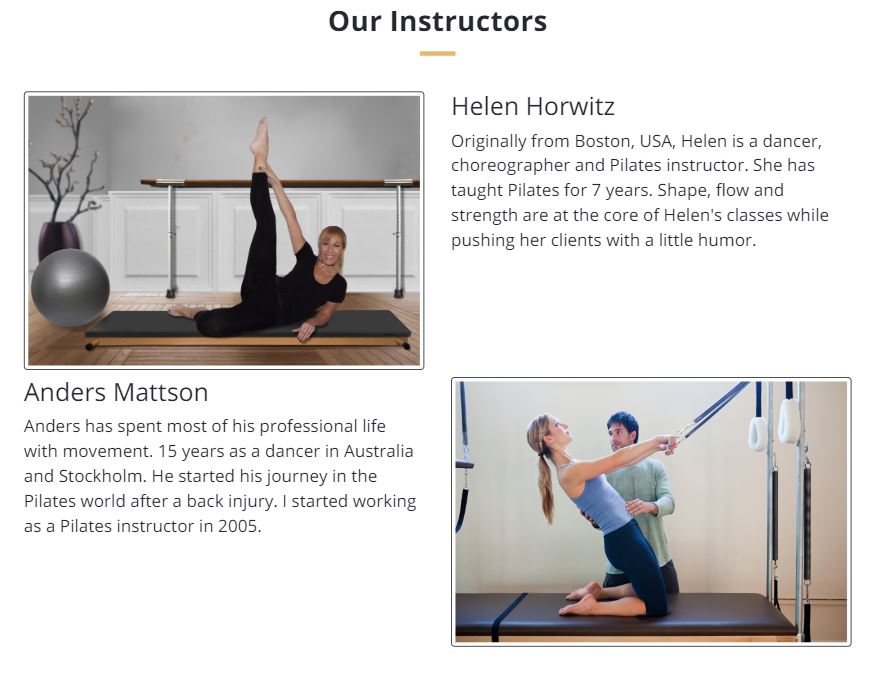 Our Instructors
Helen Horwitz
Originally from Boston, USA, Helen is a dancer,
choreographer and Pilates instructor. She has
taught Pilates for 7 years. Shape, flow and
strength are at the core of Helen's classes while
pushing her clients with a little humor.
Anders Mattson
Anders has spent most of his professional life
with movement. 15 years as a dancer in Australia
and Stockholm. He started his journey in the
Pilates world after a back injury. I started working
as a Pilates instructor in 2005.